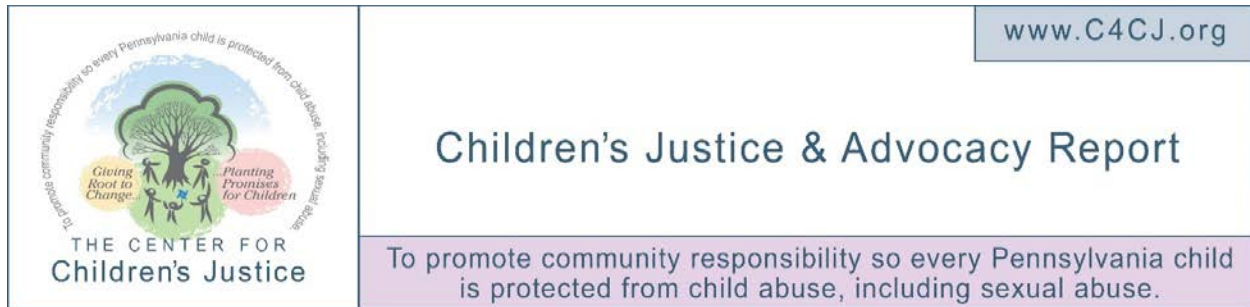 To promote community responsibility so every Pennsylvania child is protected from child abuse, including sexual abuse.
Giving
Root to
Change...
...Planting
Promises
for Children
THE CENTER FOR
Children's Justice
www.C4CJ.org
Children's Justice & Advocacy Report
To promote community responsibility so every Pennsylvania child
is protected from child abuse, including sexual abuse.